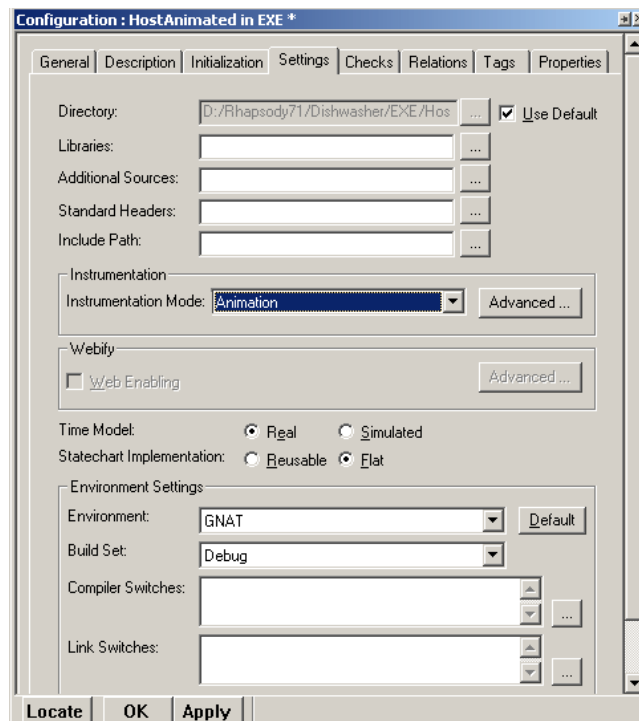 Configuration : HostAnimated in EXE *
General Description Initialization Settings Checks Relations Tags Properties
Directory: D:/Rhapsody71/Dishwasher/EXE/Hos ... Use Default
Libraries: ...
Additional Sources: ...
Standard Headers: ...
Include Path: ...
Instrumentation
Instrumentation Mode: Animation Advanced ...
Webify
Web Enabling Advanced ...
Time Model: Real Simulated
Statechart Implementation: Reusable Flat
Environment Settings
Environment: GNAT Default
Build Set: Debug
Compiler Switches: ...
Link Switches: ...
Locate OK Apply